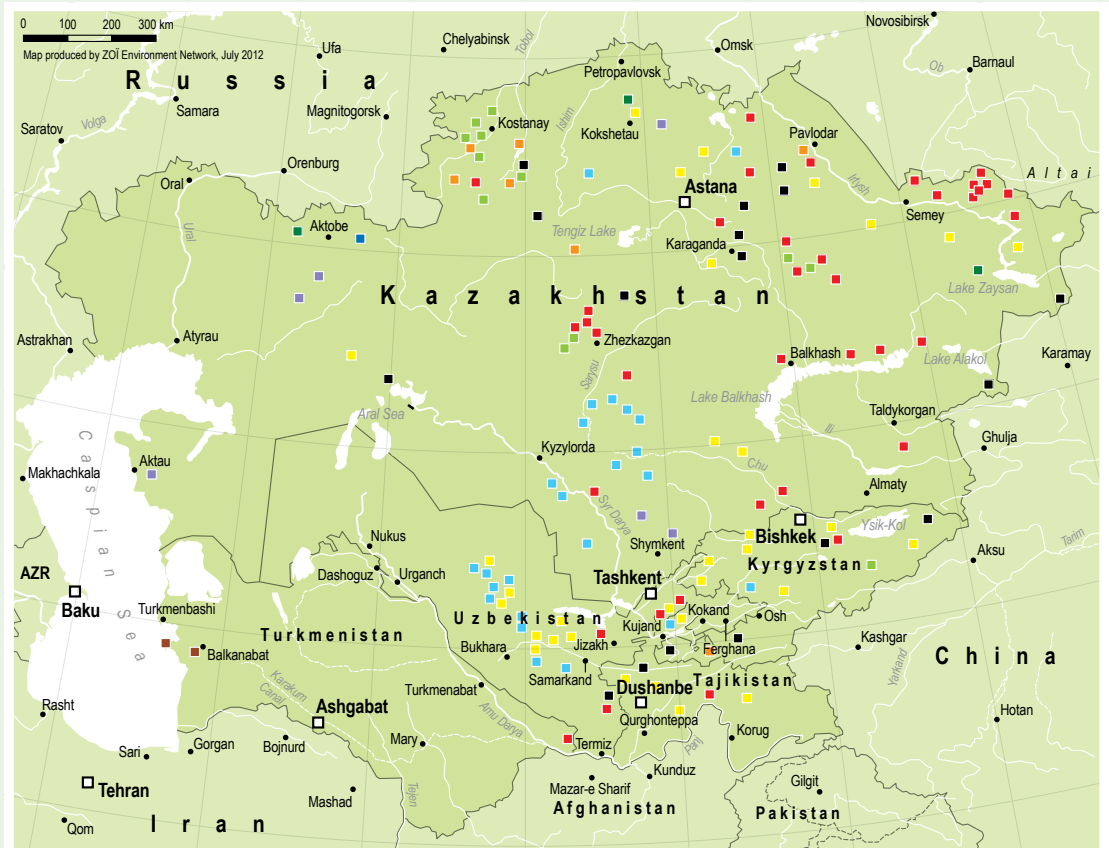 0 100 200 300 km
Map produced by ZOÏ Environment Network, July 2012
Novosibirsk
Chelyabinsk
Omsk
Ufa
Tobol
Petropavlovsk
Ob
Barnaul
Russia
Samara
Magnitogorsk
Volga
Saratov
Kostanay
Ishim
Kokshetau
Pavlodar
Orenburg
Oral
Astana
Irtysh
Altai
Semey
Ural
Aktobe
Tengiz Lake
Karaganda
Kazakhstan
Lake Zaysan
Astrakhan
Atyrau
Zhezkazgan
Balkhash
Lake Alakol
Karamay
Sarysu
Aral Sea
Lake Balkhash
Taldykorgan
Ili
Ghulja
Caspian Sea
Makhachkala
Aktau
Kyzylorda
Chu
Almaty
Syr Darya
Ysik-Kol
Bishkek
Tarim
Nukus
Shymkent
Aksu
Kyrgyzstan
AZR
Dashoguz
Urganch
Tashkent
Baku
Turkmenbashi
Uzbekistan
Kokand
Osh
Kujand
Turkmenistan
Jizakh
Ferghana
Kashgar
Balkanabat
Bukhara
China
Samarkand
Yarkand
Tajikistan
Karakum
Canal
Turkmenabat
Dushanbe
Rasht
Ashgabat
Amu Darya
Qurghonteppa
Hotan
Korug
Panj
Gorgan
Bojnurd
Mary
Sari
Termiz
Kunduz
Tehran
Mashad
Tejen
Mazar-e Sharif
Gilgit
Afghanistan
Pakistan
Qom
Iran